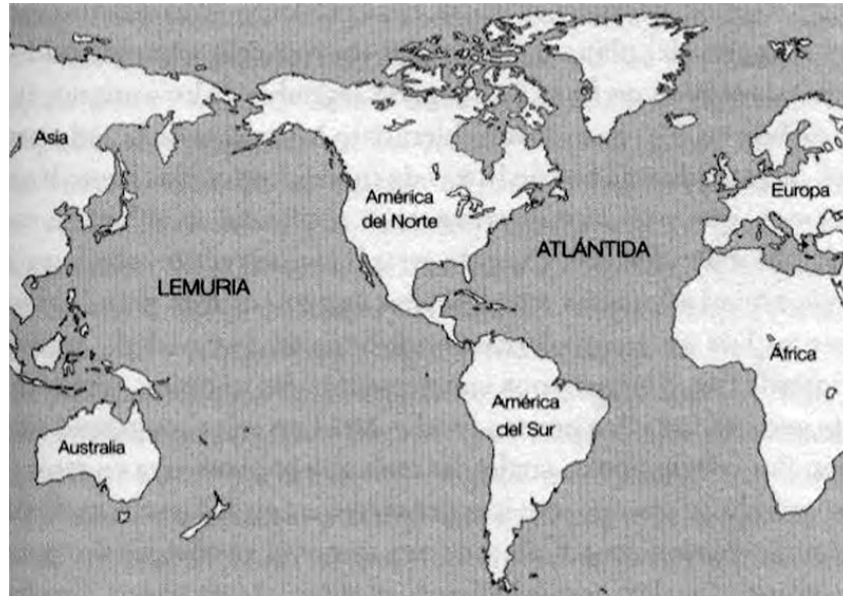 Asia
América
del Norte
Europa
ATLÁNTIDA
LEMURIA
África
América
del Sur
Australia